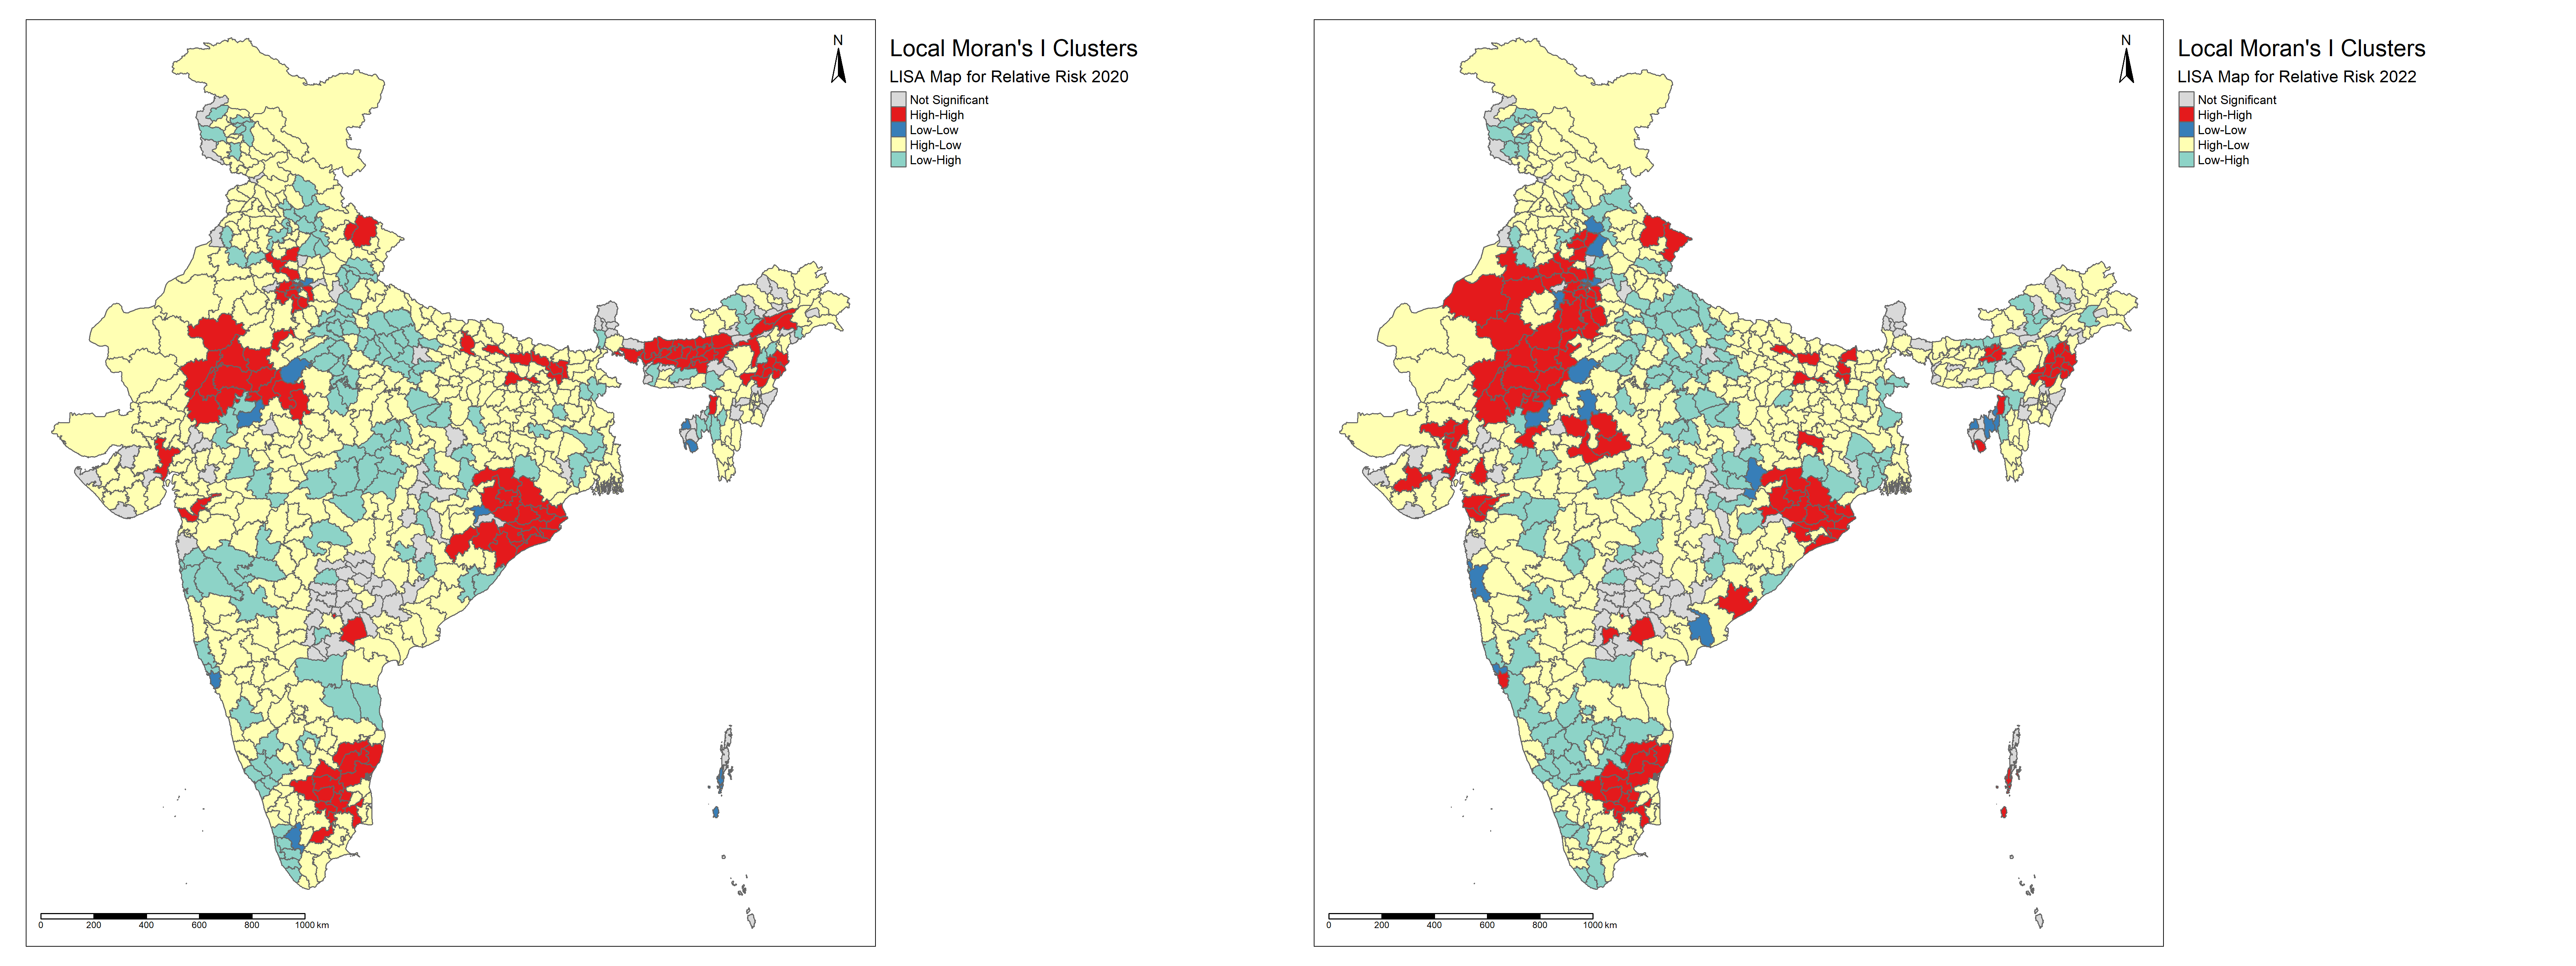 N
Local Moran's I Clusters
LISA Map for Relative Risk 2020
Not Significant
High-High
Low-Low
High-Low
Low-High
0 200 400 600 800 1000 km
N
Local Moran's I Clusters
LISA Map for Relative Risk 2022
Not Significant
High-High
Low-Low
High-Low
Low-High
0 200 400 600 800 1000 km